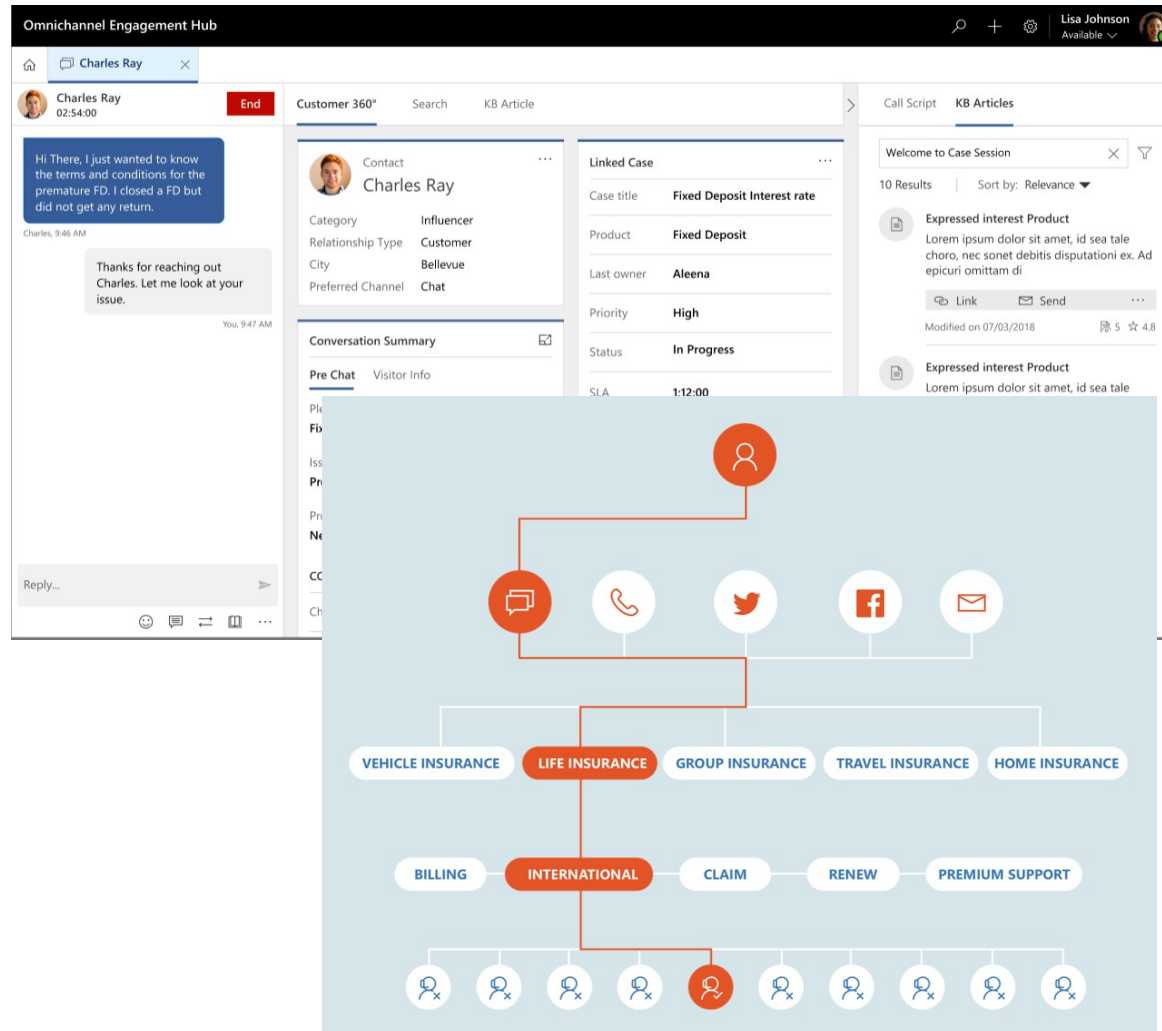 Omnichannel Engagement Hub
Lisa Johnson
Available
Charles Ray
Charles Ray
02:54:00
End
Hi There, I just wanted to know
the terms and conditions for the
premature FD. I closed a FD but
did not get any return.
Charles, 9:46 AM
Thanks for reaching out
Charles. Let me look at your
issue.
You, 9:47 AM
Reply...
Customer 360° Search KB Article
Contact
Charles Ray
Category Influencer
Relationship Type Customer
City Bellevue
Preferred Channel Chat
Conversation Summary
Pre Chat Visitor Info
Linked Case
Case title Fixed Deposit Interest rate
Product Fixed Deposit
Last owner Aleena
Priority High
Status In Progress
SLA 1:12:00
Call Script KB Articles
Welcome to Case Session
10 Results Sort by: Relevance
Expressed interest Product
Lorem ipsum dolor sit amet, id sea tale
choro, nec sonet debitis disputationi ex. Ad
epicuri omittam di
Link Send
Modified on 07/03/2018 5 4.8
Expressed interest Product
Lorem ipsum dolor sit amet, id sea tale
VEHICLE INSURANCE LIFE INSURANCE GROUP INSURANCE TRAVEL INSURANCE HOME INSURANCE
BILLING INTERNATIONAL CLAIM RENEW PREMIUM SUPPORT